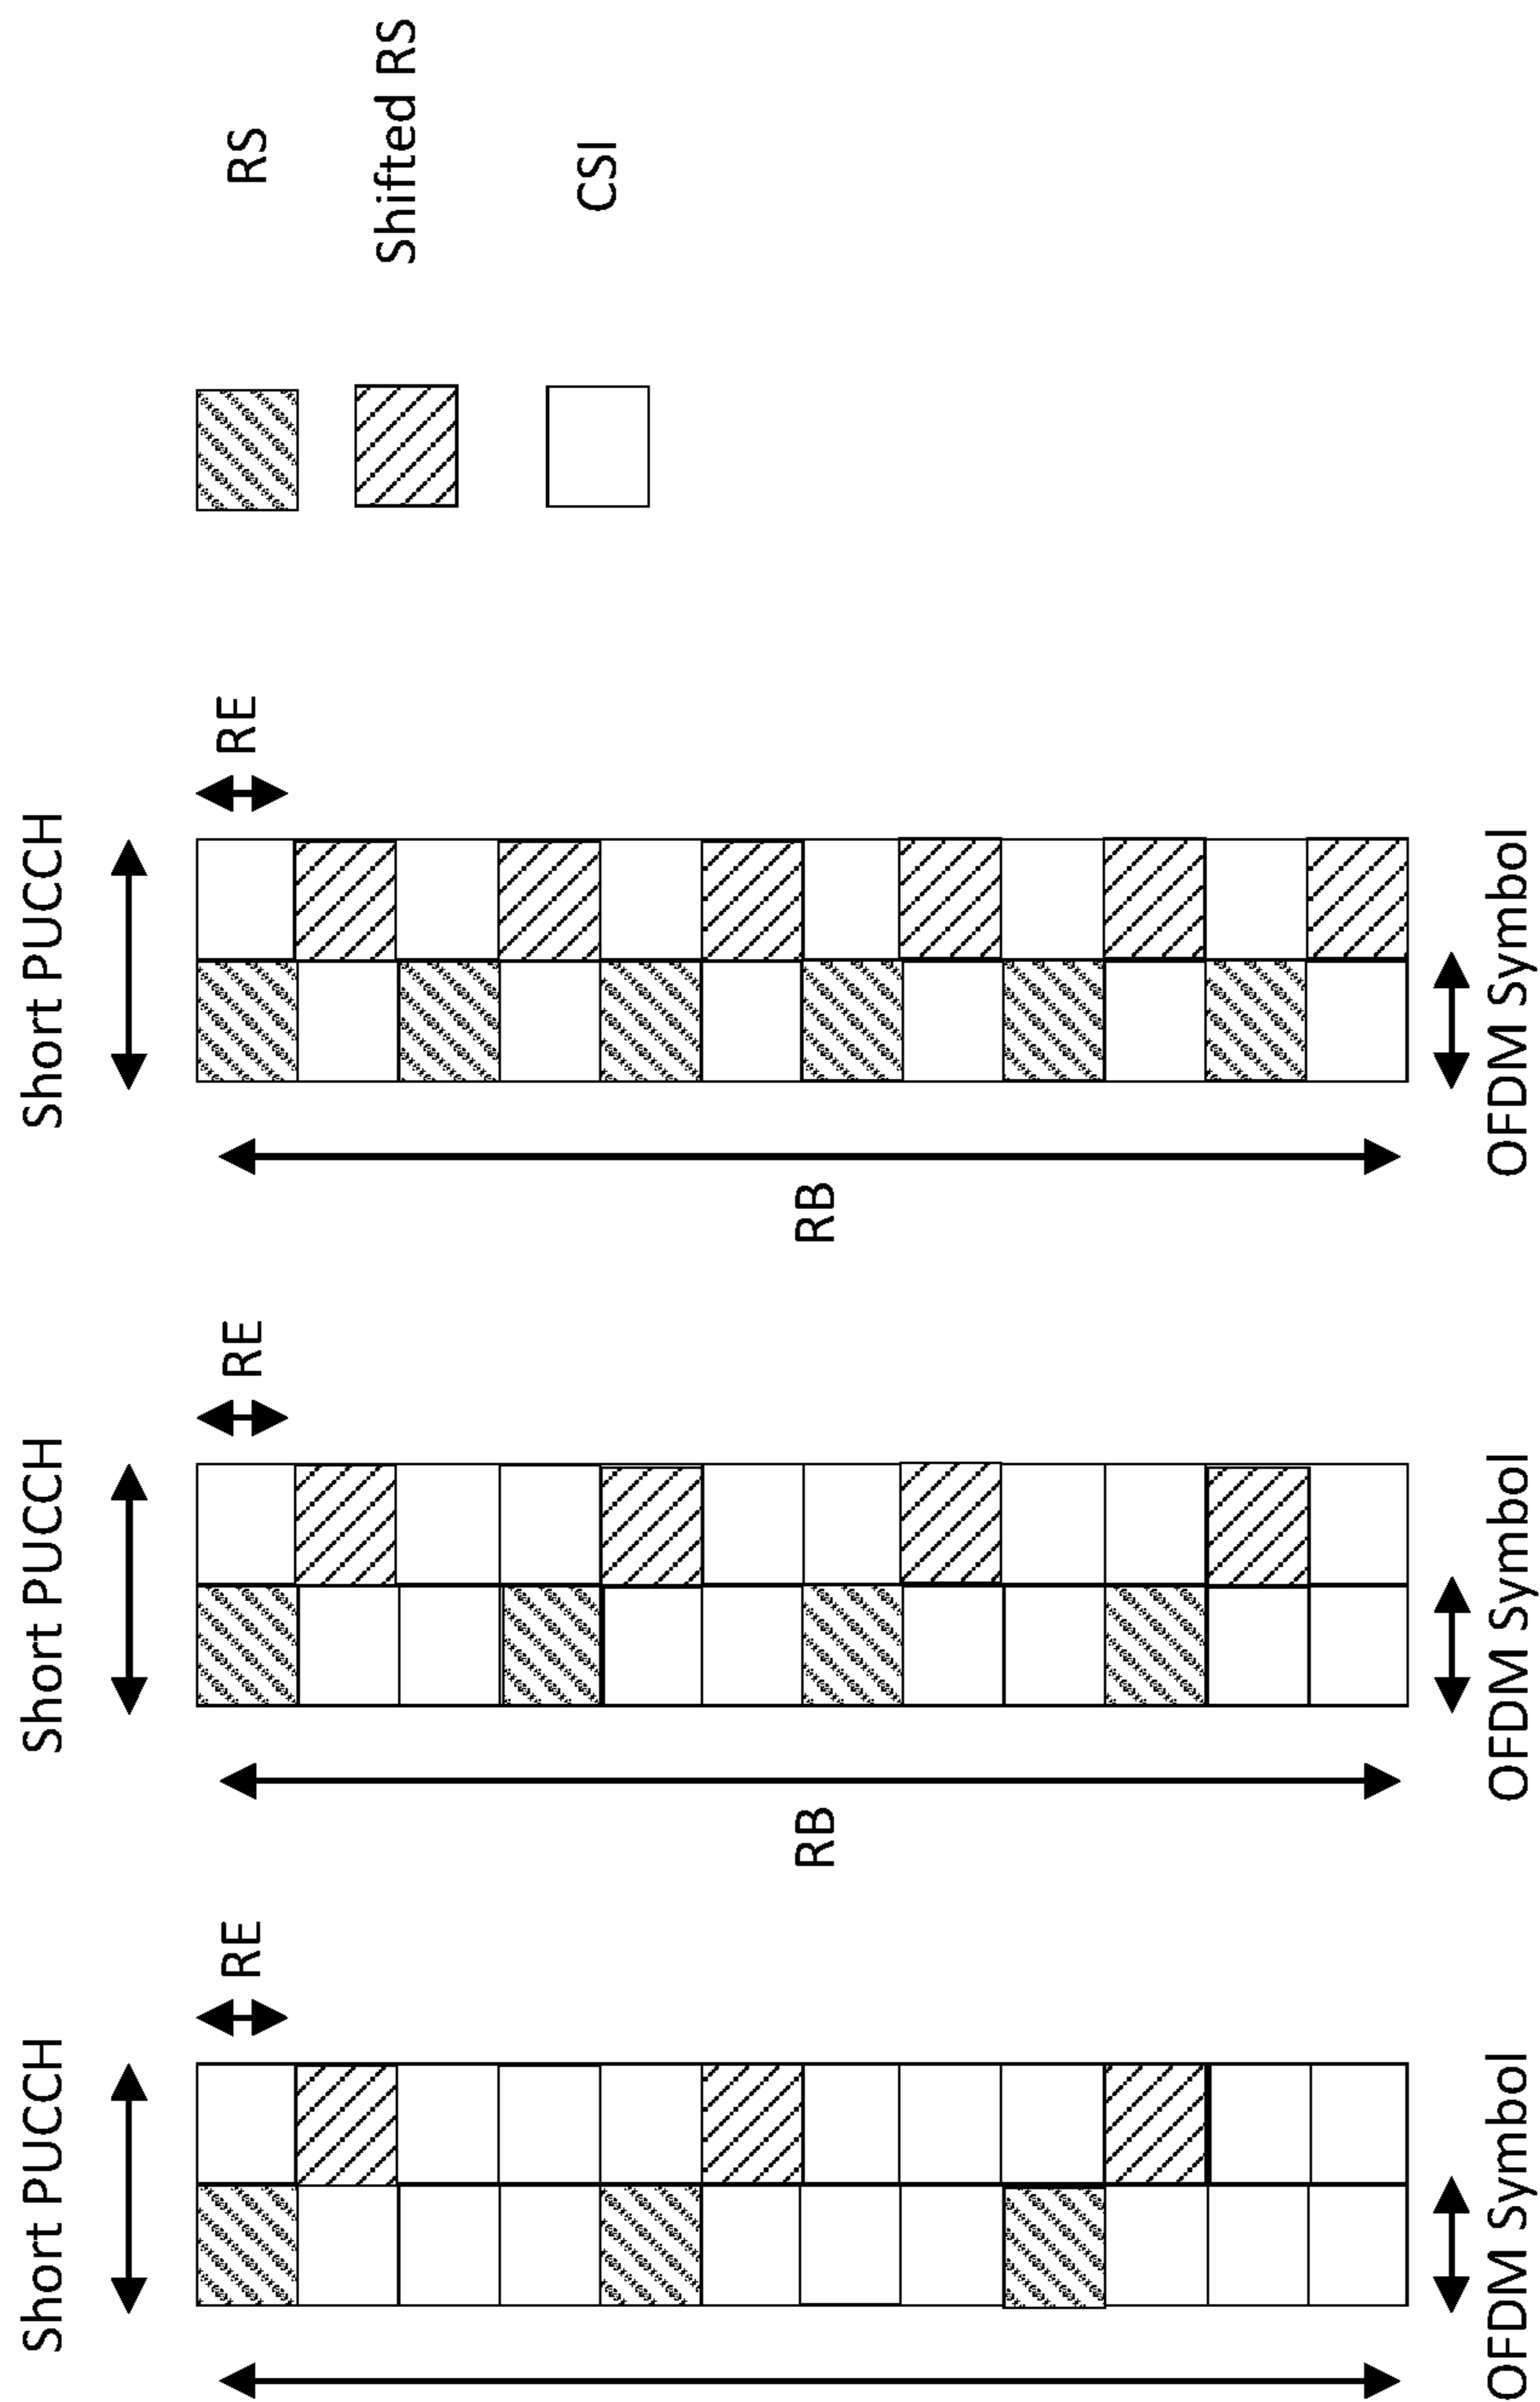 Short PUCCH
Short PUCCH
Short PUCCH
RE
RE
RE
RS
Shifted RS
CSI
RB
RB
OFDM Symbol
OFDM Symbol
OFDM Symbol